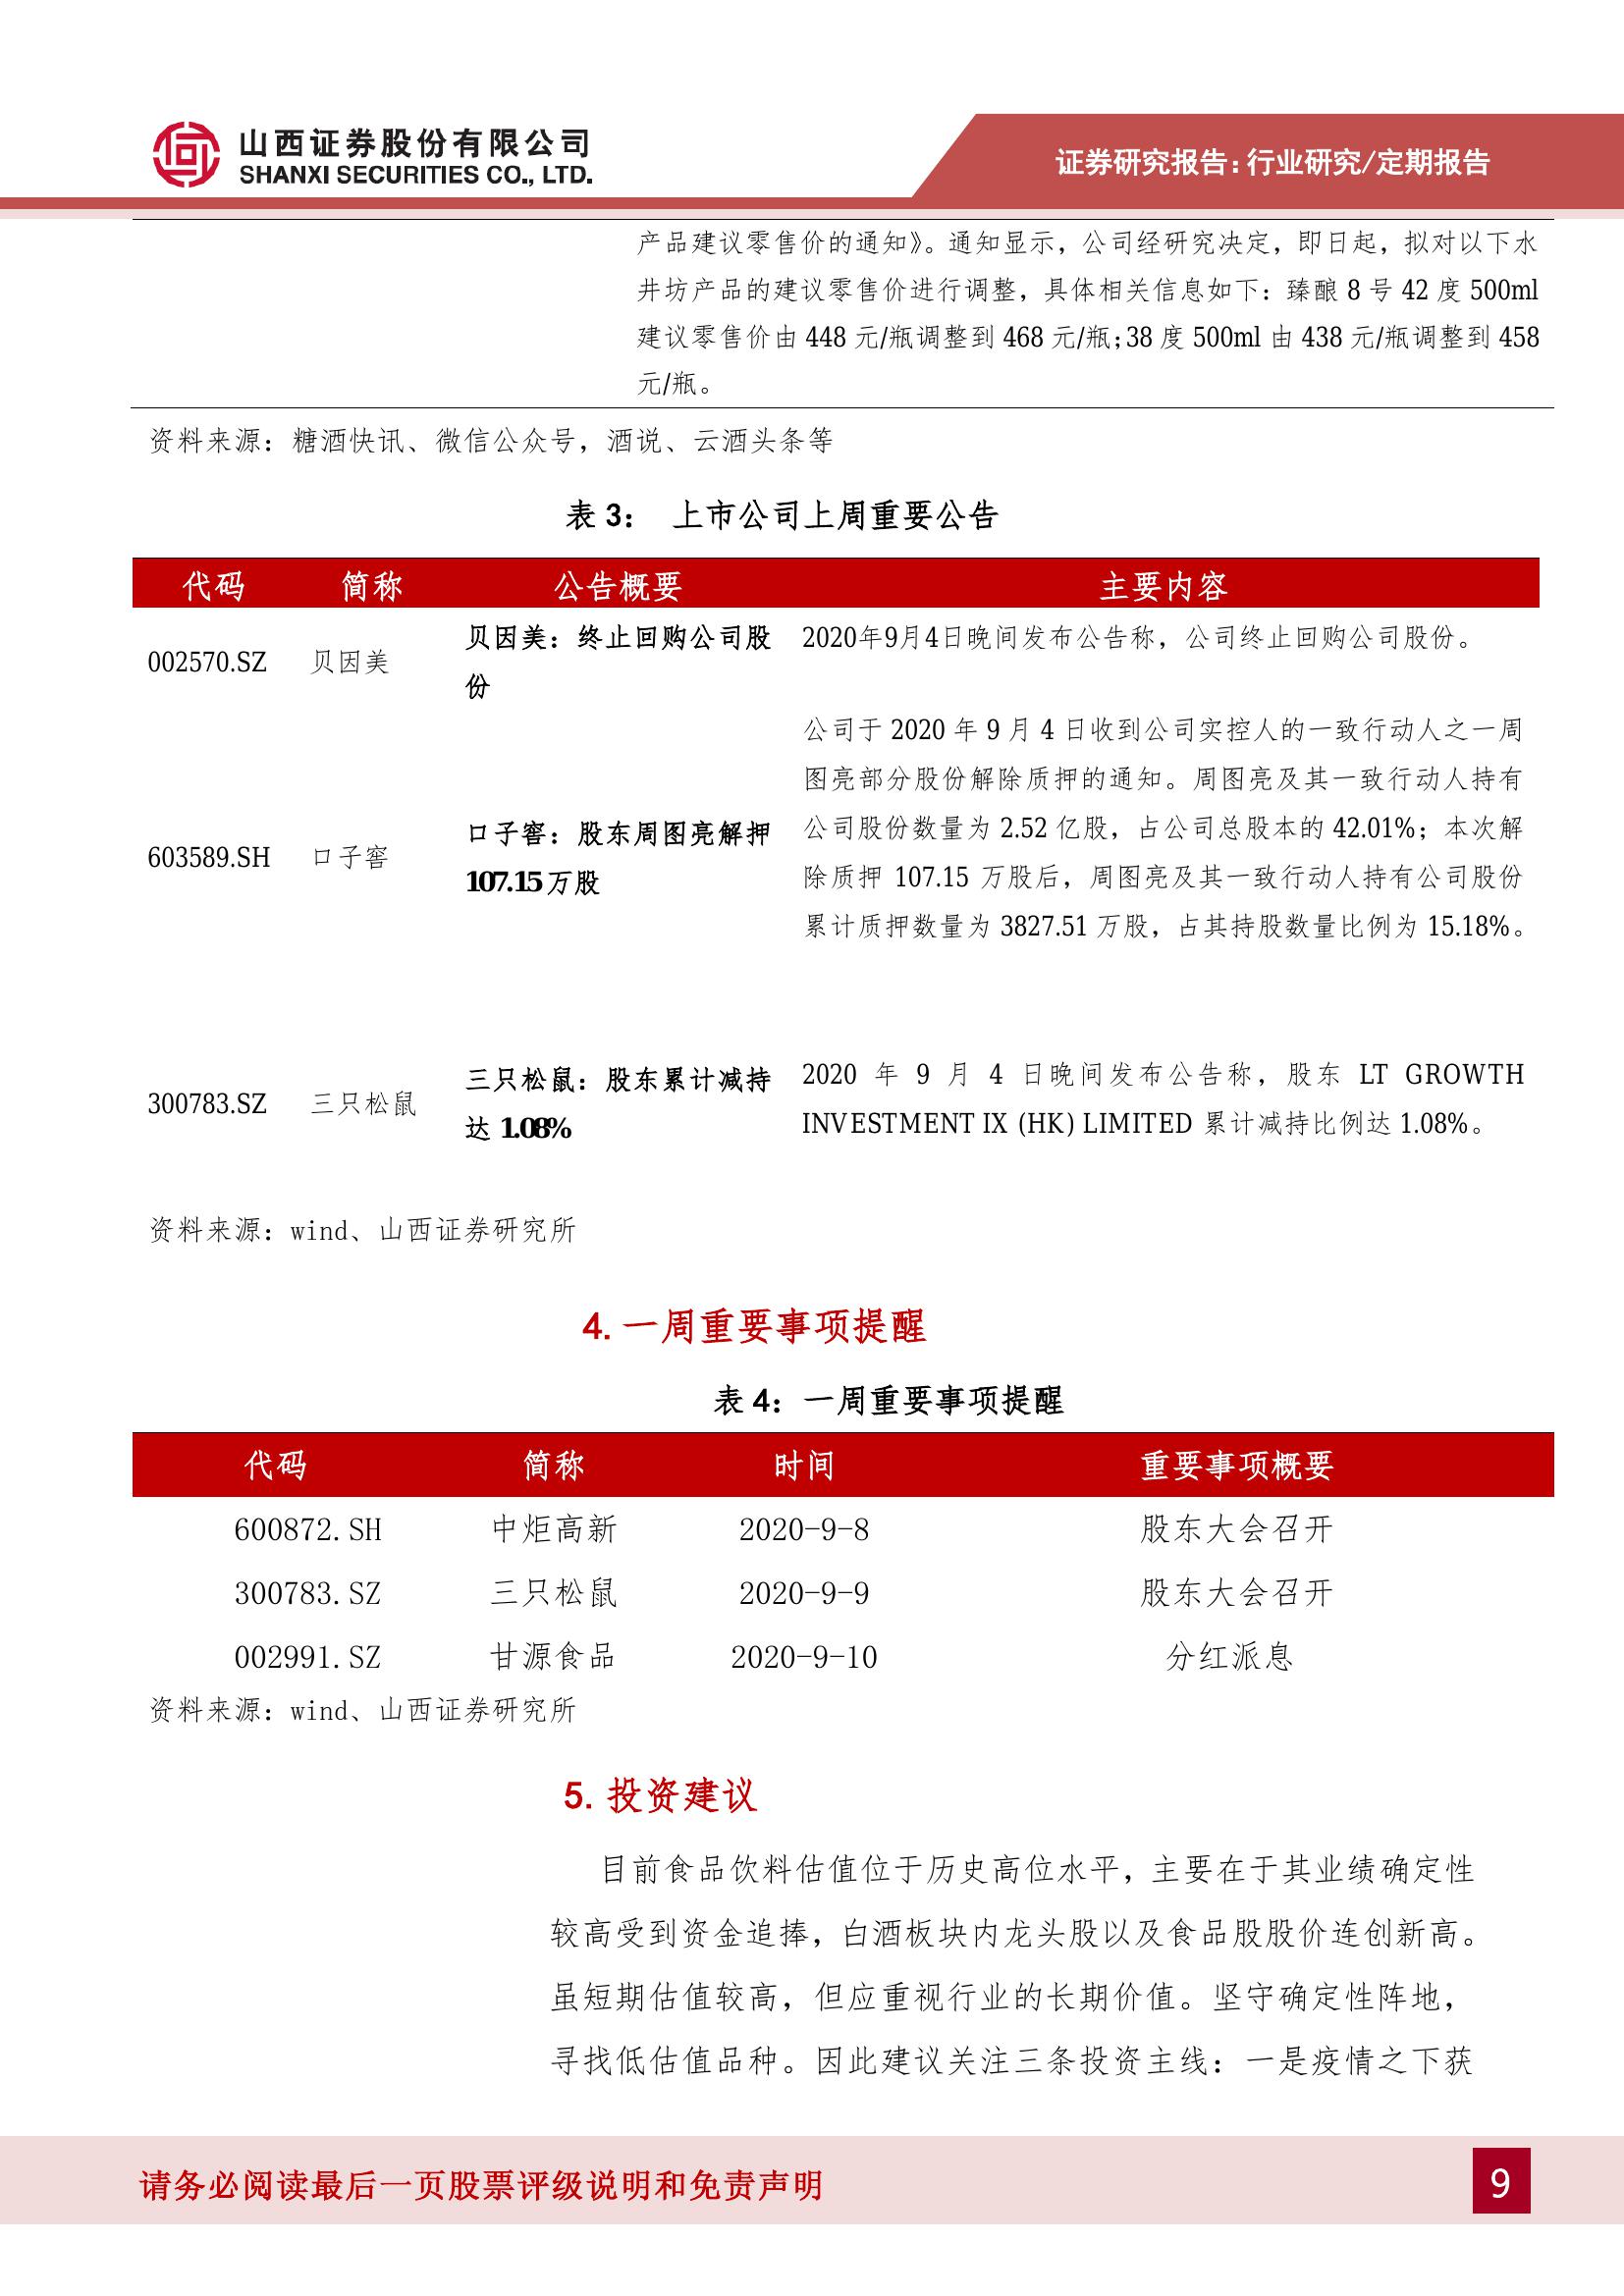 山西证券股份有限公司
SHANXI SECURITIES CO., LTD.
证券研究报告：行业研究/定期报告
产品建议零售价的通知》。通知显示，公司经研究决定，即日起，拟对以下水
井坊产品的建议零售价进行调整，具体相关信息如下：臻酿 8 号 42 度 500ml
建议零售价由 448 元/瓶调整到 468 元/瓶；38 度 500ml 由 438 元/瓶调整到 458
元/瓶。
资料来源：糖酒快讯、微信公众号，酒说、云酒头条等
表 3： 上市公司上周重要公告
代码 简称 公告概要 主要内容
002570.SZ 贝因美
贝因美：终止回购公司股
份
2020年9月4日晚间发布公告称，公司终止回购公司股份。
603589.SH 口子窖
口子窖：股东周图亮解押
107.15 万股
公司于 2020 年 9 月 4 日收到公司实控人的一致行动人之一周
图亮部分股份解除质押的通知。周图亮及其一致行动人持有
公司股份数量为 2.52 亿股，占公司总股本的 42.01%；本次解
除质押 107.15 万股后，周图亮及其一致行动人持有公司股份
累计质押数量为 3827.51 万股，占其持股数量比例为 15.18%。
300783.SZ 三只松鼠
三只松鼠：股东累计减持
达 1.08%
2020 年 9 月 4 日晚间发布公告称，股东 LT GROWTH
INVESTMENT IX (HK) LIMITED 累计减持比例达 1.08%。
资料来源：wind、山西证券研究所
4. 一周重要事项提醒
表 4：一周重要事项提醒
代码 简称 时间 重要事项概要
600872.SH 中炬高新 2020-9-8 股东大会召开
300783.SZ 三只松鼠 2020-9-9 股东大会召开
002991.SZ 甘源食品 2020-9-10 分红派息
资料来源：wind、山西证券研究所
5. 投资建议
目前食品饮料估值位于历史高位水平，主要在于其业绩确定性
较高受到资金追捧，白酒板块内龙头股以及食品股股价连创新高。
虽短期估值较高，但应重视行业的长期价值。坚守确定性阵地，
寻找低估值品种。因此建议关注三条投资主线：一是疫情之下获
请务必阅读最后一页股票评级说明和免责声明
9